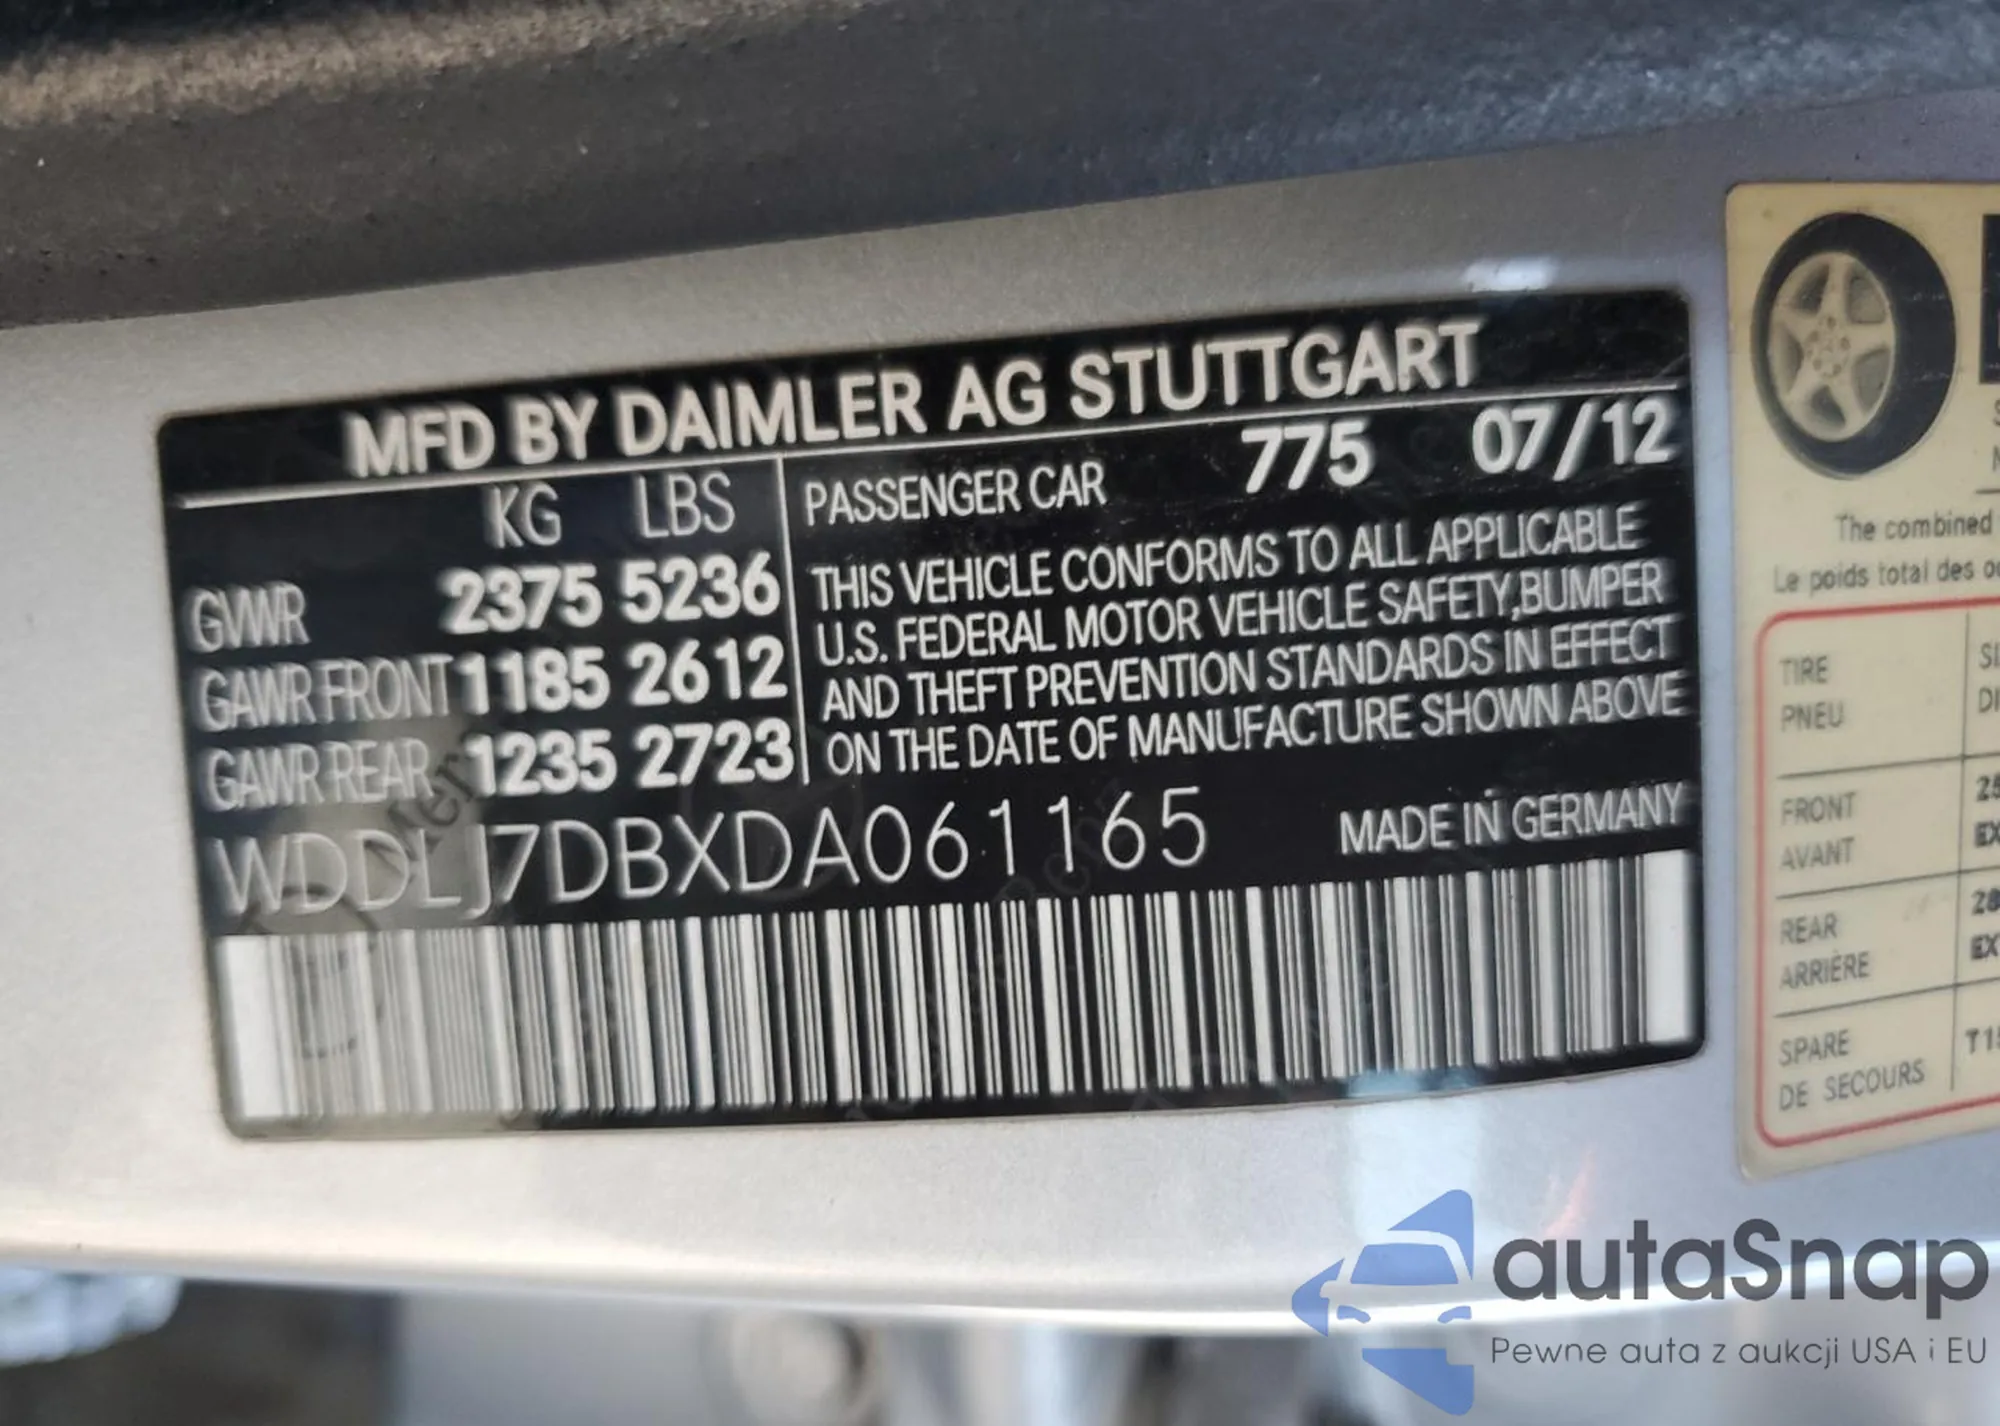 MFD BY DAIMLER AG STUTTGART
KG LBS
GVWR 2375 5236
GAWR FRONT 1185 2612
GAWR REAR 1235 2723
PASSENGER CAR 775 07/12
THIS VEHICLE CONFORMS TO ALL APPLICABLE
U.S. FEDERAL MOTOR VEHICLE SAFETY,BUMPER
AND THEFT PREVENTION STANDARDS IN EFFECT
ON THE DATE OF MANUFACTURE SHOWN ABOVE
WDDLJ7DBXDA061165 MADE IN GERMANY
The combined
Le poids total des
TIRE
PNEU
FRONT
AVANT
REAR
ARRIÈRE
SPARE
DE SECOURS
autaSnap
Pewne auta z aukcji USA i EU